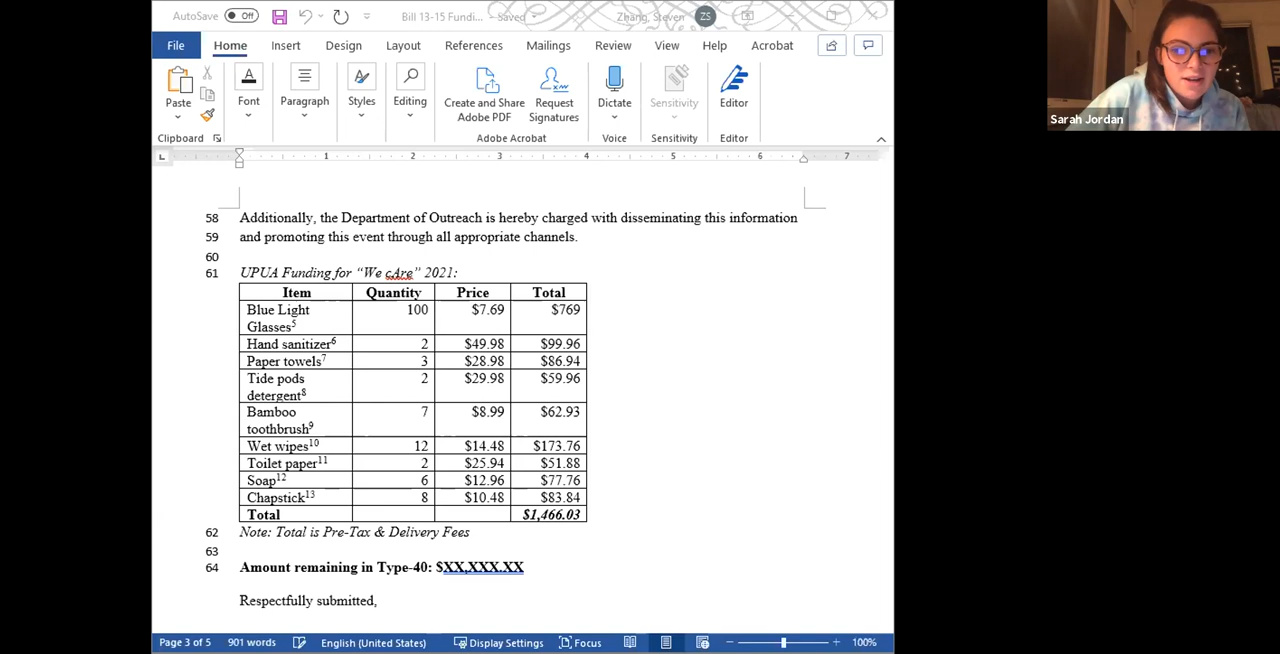 AutoSave Off Bill 13-15 Fundi... - Saved Zhang, Steven ZS
File Home Insert Design Layout References Mailings Review View Help Acrobat
Paste Font Paragraph Styles Editing Create and Share Adobe PDF Request Signatures Dictate Sensitivity Editor
Clipboard Adobe Acrobat Voice Sensitivity Editor
Sarah Jordan
1 2 3 4 5 6 7
58 Additionally, the Department of Outreach is hereby charged with disseminating this information
59 and promoting this event through all appropriate channels.
60
61 UPUA Funding for “We cAre” 2021:
Item Quantity Price Total
Blue Light 100 $7.69 $769
Glasses⁵
Hand sanitizer⁶ 2 $49.98 $99.96
Paper towels⁷ 3 $28.98 $86.94
Tide pods 2 $29.98 $59.96
detergent⁸
Bamboo 7 $8.99 $62.93
toothbrush⁹
Wet wipes¹⁰ 12 $14.48 $173.76
Toilet paper¹¹ 2 $25.94 $51.88
Soap¹² 6 $12.96 $77.76
Chapstick¹³ 8 $10.48 $83.84
Total $1,466.03
62 Note: Total is Pre-Tax & Delivery Fees
63
64 Amount remaining in Type-40: $XX,XXX.XX
Respectfully submitted,
Page 3 of 5 901 words English (United States) Display Settings Focus 100%